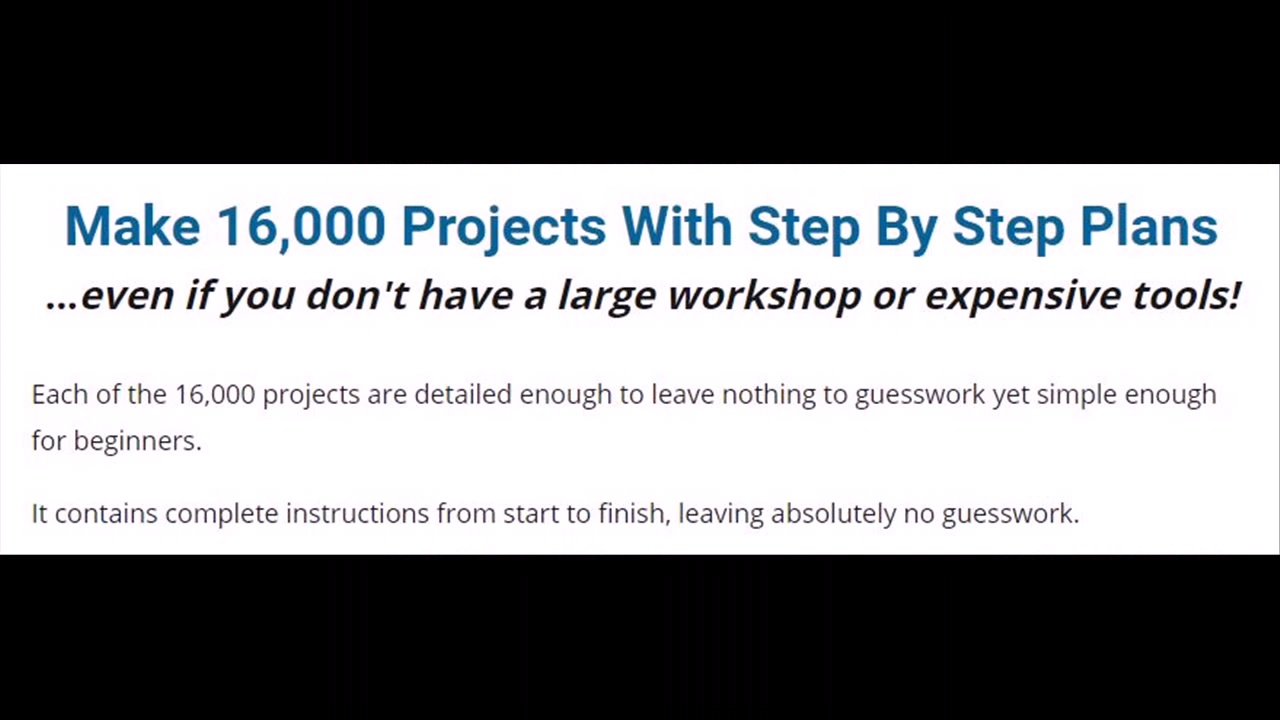 Make 16,000 Projects With Step By Step Plans
...even if you don't have a large workshop or expensive tools!
Each of the 16,000 projects are detailed enough to leave nothing to guesswork yet simple enough
for beginners.
It contains complete instructions from start to finish, leaving absolutely no guesswork.